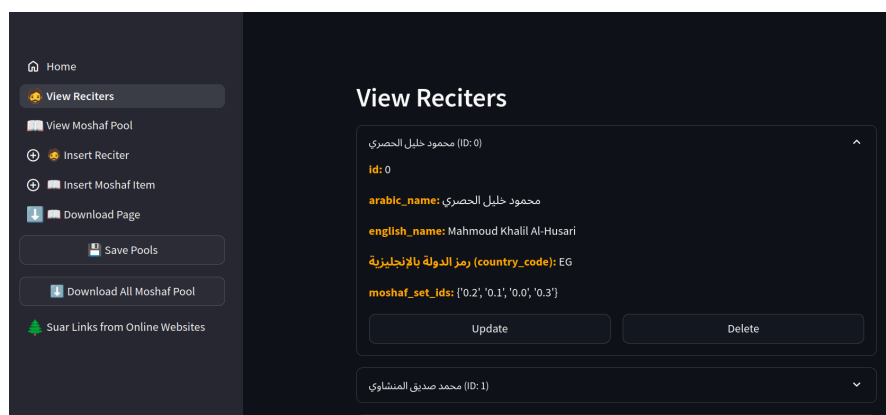 Home
View Reciters
View Moshaf Pool
Insert Reciter
Insert Moshaf Item
Download Page
Save Pools
Download All Moshaf Pool
Suar Links from Online Websites
View Reciters
محمود خليل الحصري (ID: 0)
id: 0
arabic_name: محمود خليل الحصري
english_name: Mahmoud Khalil Al-Husari
رمز الدولة بالإنجليزية (country_code): EG
moshaf_set_ids: {'0.2', '0.1', '0.0', '0.3'}
Update
Delete
محمد صديق المنشاوي (ID: 1)